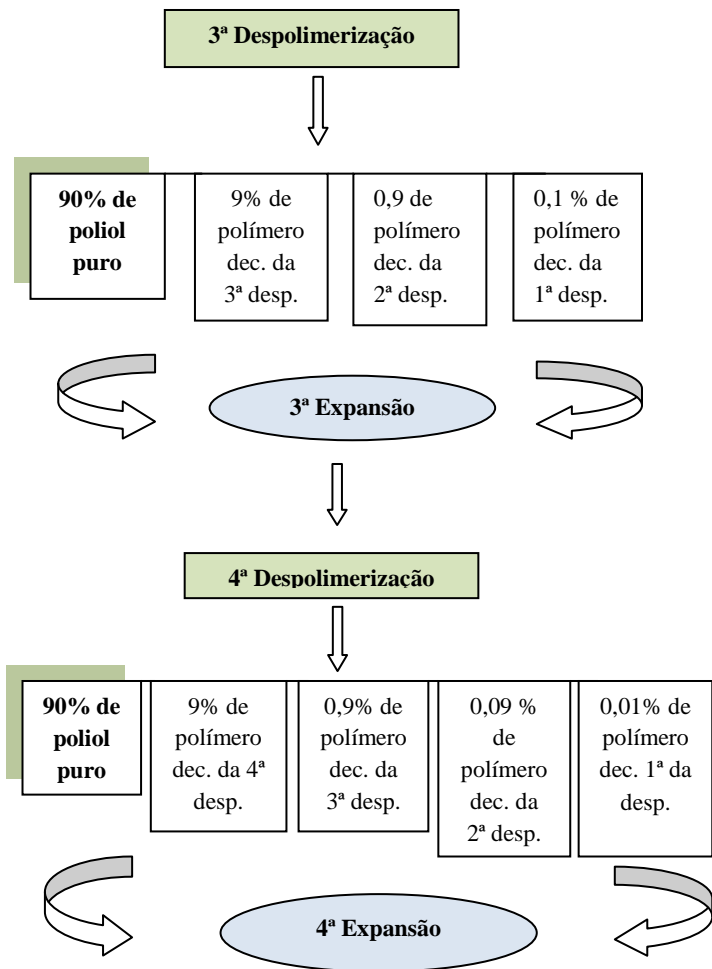 3ª Despolimerização
90% de
poliol
puro
9% de
polímero
dec. da
3ª desp.
0,9 de
polímero
dec. da
2ª desp.
0,1 % de
polímero
dec. da
1ª desp.
3ª Expansão
4ª Despolimerização
90% de
poliol
puro
9% de
polímero
dec. da 4ª
desp.
0,9% de
polímero
dec. da
3ª desp.
0,09 %
de
polímero
dec. da
2ª desp.
0,01% de
polímero
dec. 1ª da
desp.
4ª Expansão